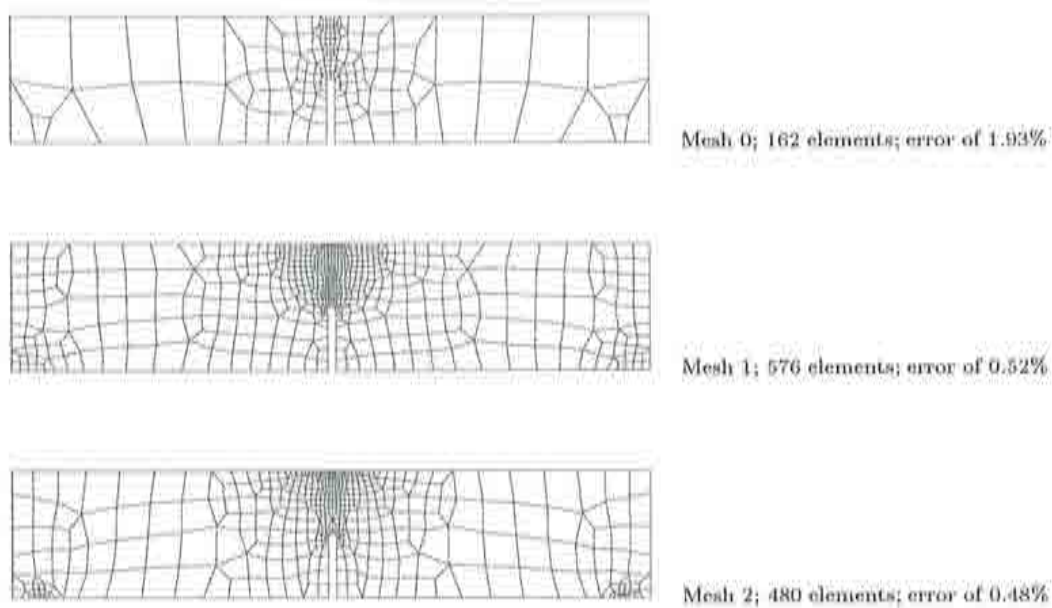 Mesh 0; 162 elements; error of 1.93%
Mesh 1; 576 elements; error of 0.52%
Mesh 2; 480 elements; error of 0.48%